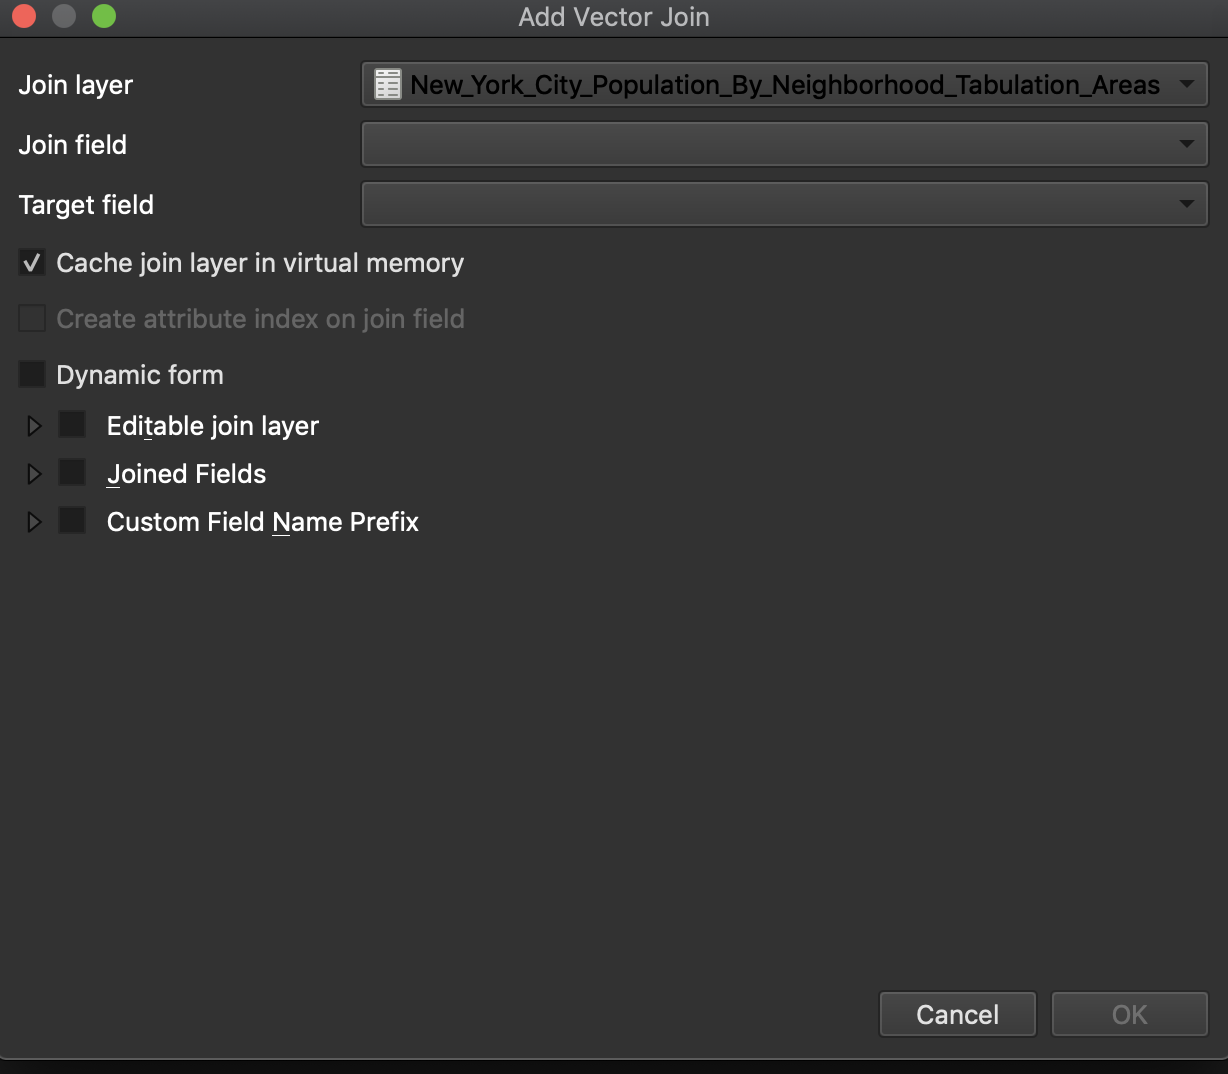 Add Vector Join
Join layer New_York_City_Population_By_Neighborhood_Tabulation_Areas
Join field
Target field
Cache join layer in virtual memory
Create attribute index on join field
Dynamic form
Editable join layer
Joined Fields
Custom Field Name Prefix
Cancel OK